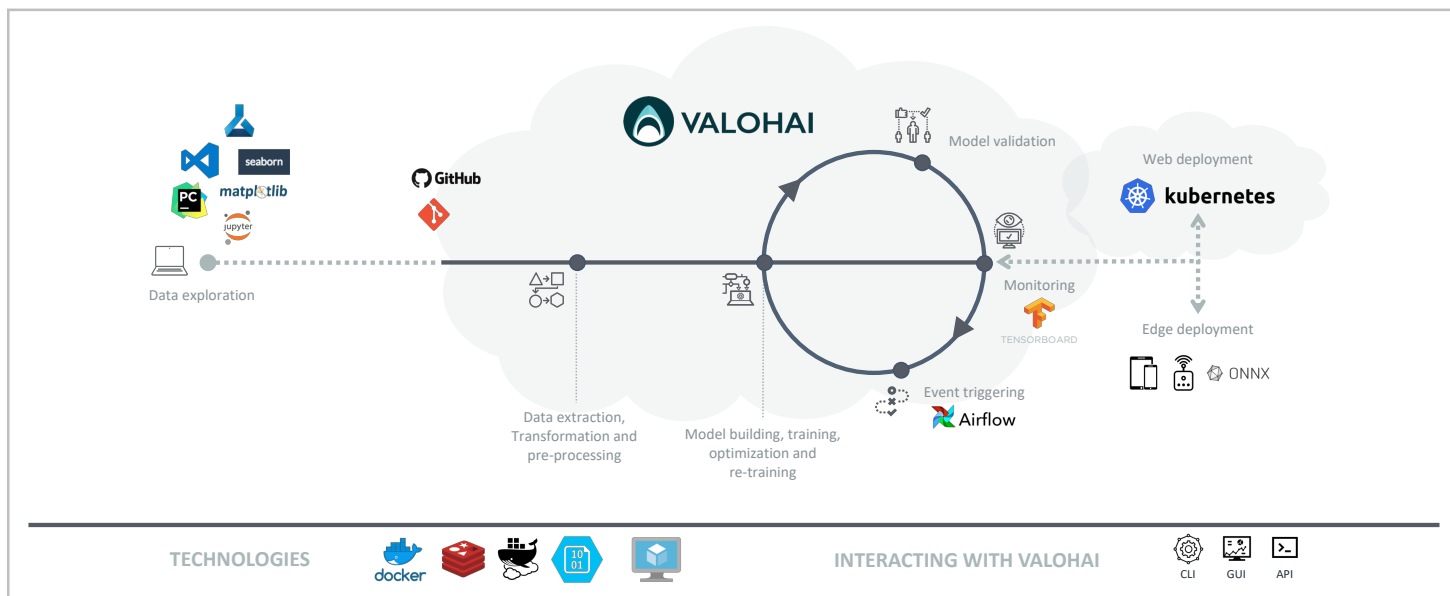 VALOHAI
Model validation
Web deployment
kubernetes
seaborn
PC
matplotlib
jupyter
GitHub
Data exploration
Monitoring
TENSORBOARD
Edge deployment
ONNX
Event triggering
Airflow
Data extraction,
Transformation and
pre-processing
Model building, training,
optimization and
re-training
TECHNOLOGIES
docker
10
01
INTERACTING WITH VALOHAI
CLI
GUI
API